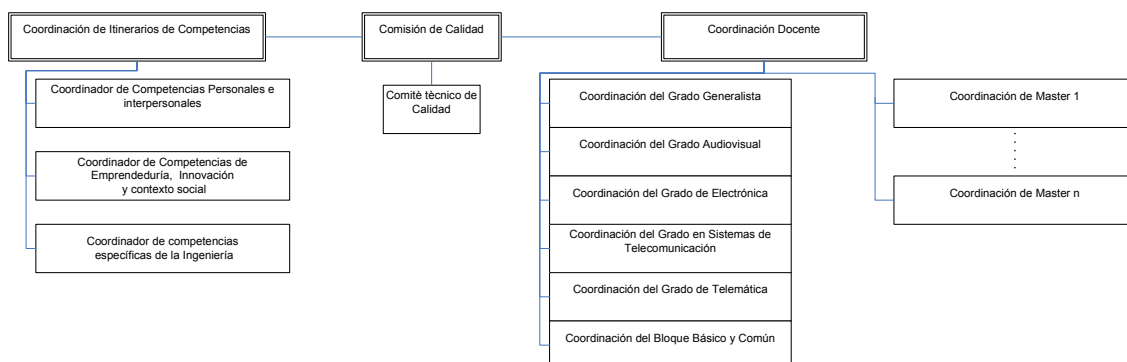 Coordinación de Itinerarios de Competencias
Comisión de Calidad
Coordinación Docente
Coordinador de Competencias Personales e
interpersonales
Coordinador de Competencias de
Emprendeduría, Innovación
y contexto social
Coordinador de competencias
específicas de la Ingeniería
Comitè tècnico de
Calidad
Coordinación del Grado Generalista
Coordinación del Grado Audiovisual
Coordinación del Grado de Electrónica
Coordinación del Grado en Sistemas de
Telecomunicación
Coordinación del Grado de Telemática
Coordinación del Bloque Básico y Común
Coordinación de Master 1
Coordinación de Master n